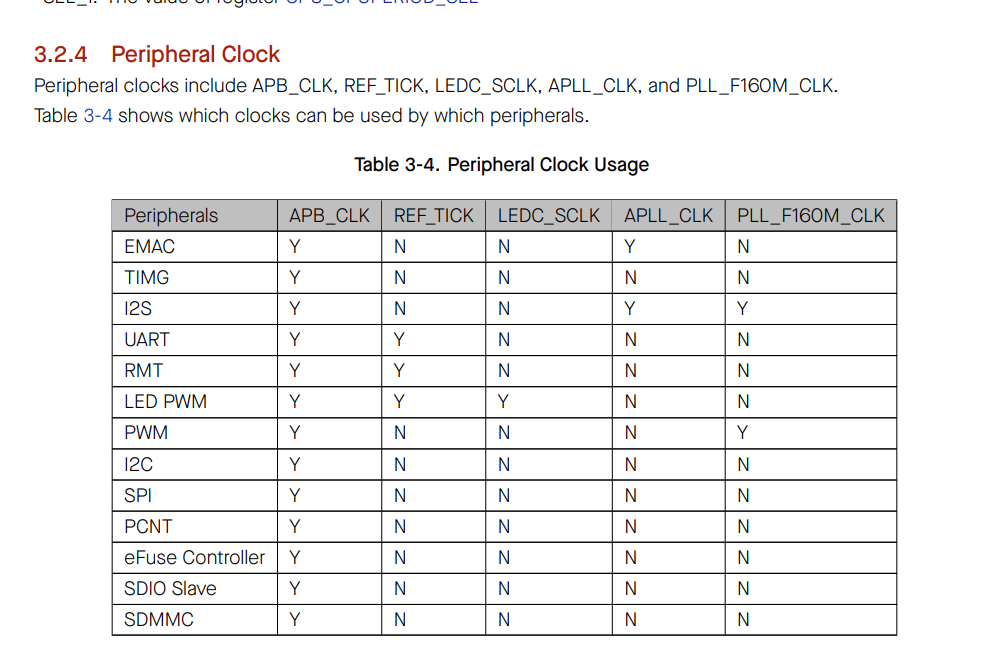 3.2.4 Peripheral Clock
Peripheral clocks include APB_CLK, REF_TICK, LEDC_SCLK, APLL_CLK, and PLL_F160M_CLK.
Table 3-4 shows which clocks can be used by which peripherals.
Table 3-4. Peripheral Clock Usage
Peripherals APB_CLK REF_TICK LEDC_SCLK APLL_CLK PLL_F160M_CLK
EMAC Y N N Y N
TIMG Y N N N N
I2S Y N N Y Y
UART Y Y N N N
RMT Y Y N N N
LED PWM Y Y Y N N
PWM Y N N N Y
I2C Y N N N N
SPI Y N N N N
PCNT Y N N N N
eFuse Controller Y N N N N
SDIO Slave Y N N N N
SDMMC Y N N N N